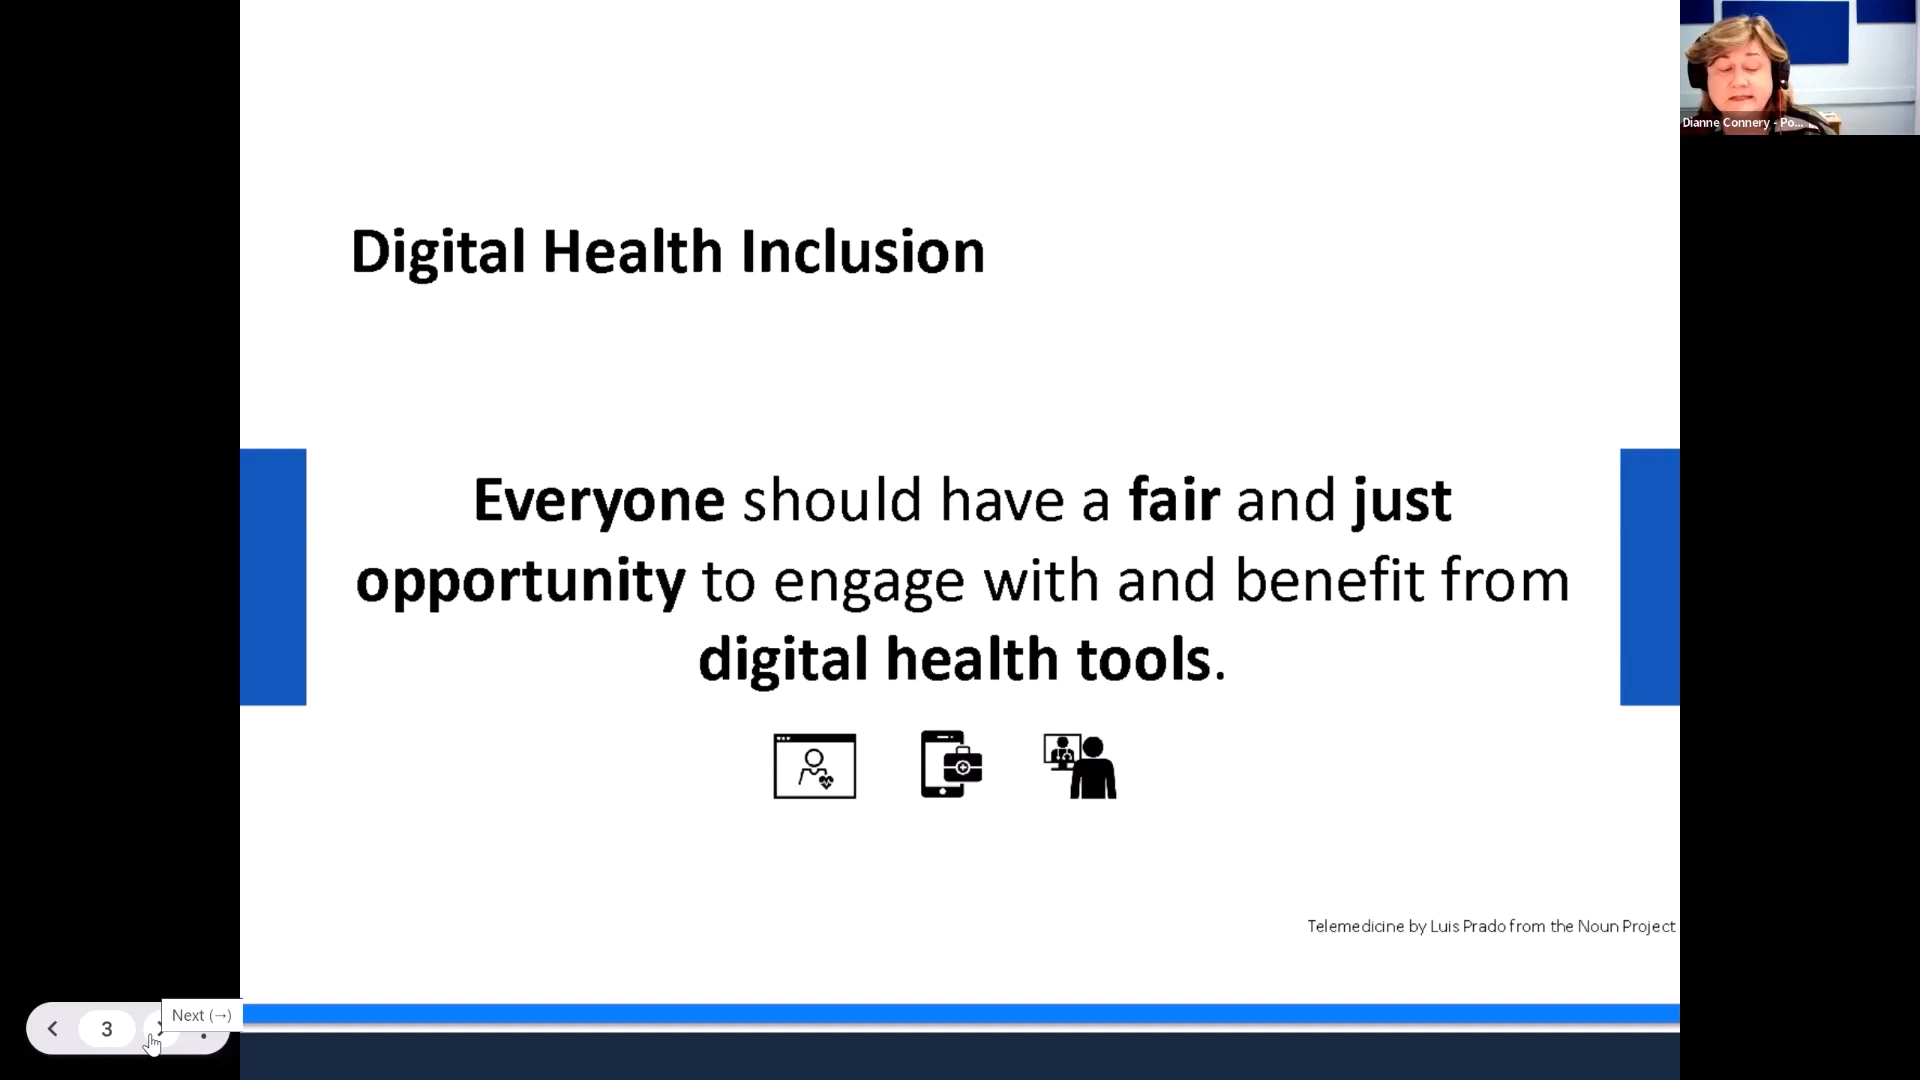 Dianne Connery - Po...
Digital Health Inclusion
Everyone should have a fair and just
opportunity to engage with and benefit from
digital health tools.
Telemedicine by Luis Prado from the Noun Project
Next (→)
3